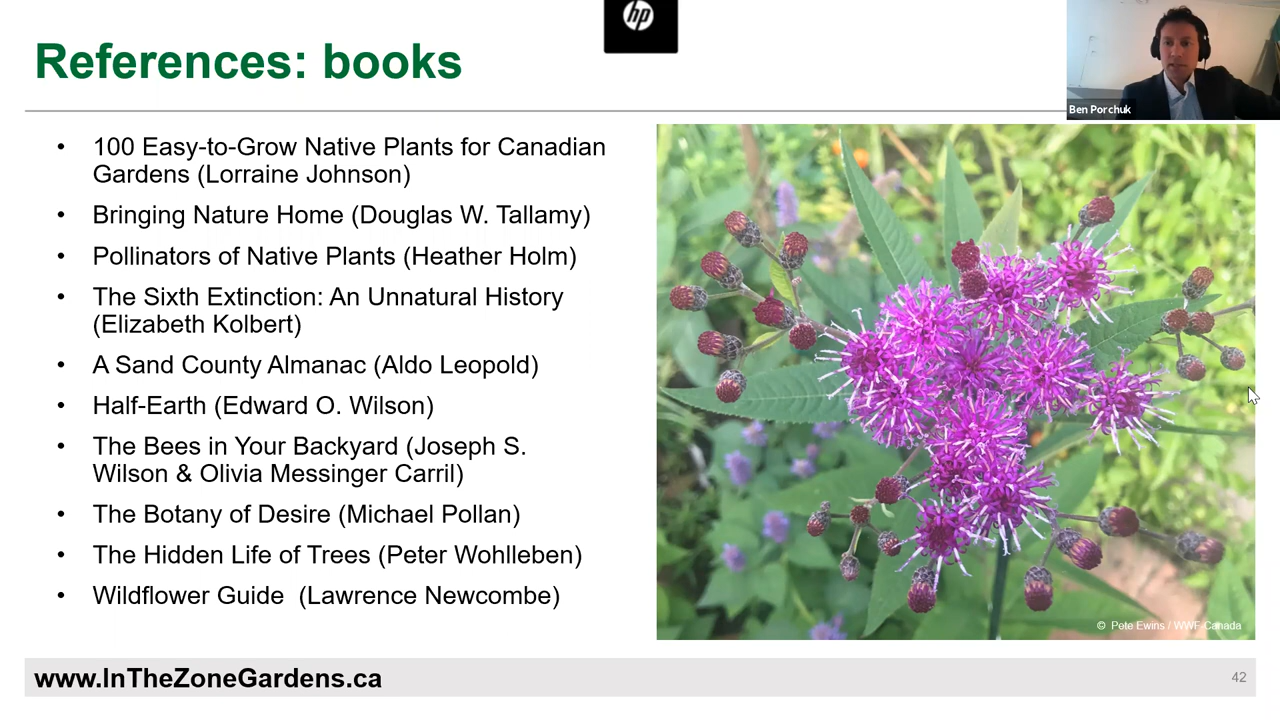 hp
References: books
Ben Porchuk
• 100 Easy-to-Grow Native Plants for Canadian
Gardens (Lorraine Johnson)
• Bringing Nature Home (Douglas W. Tallamy)
• Pollinators of Native Plants (Heather Holm)
• The Sixth Extinction: An Unnatural History
(Elizabeth Kolbert)
• A Sand County Almanac (Aldo Leopold)
• Half-Earth (Edward O. Wilson)
• The Bees in Your Backyard (Joseph S.
Wilson & Olivia Messinger Carril)
• The Botany of Desire (Michael Pollan)
• The Hidden Life of Trees (Peter Wohlleben)
• Wildflower Guide  (Lawrence Newcombe)
© Pete Ewins / WWF-Canada
www.InTheZoneGardens.ca
42